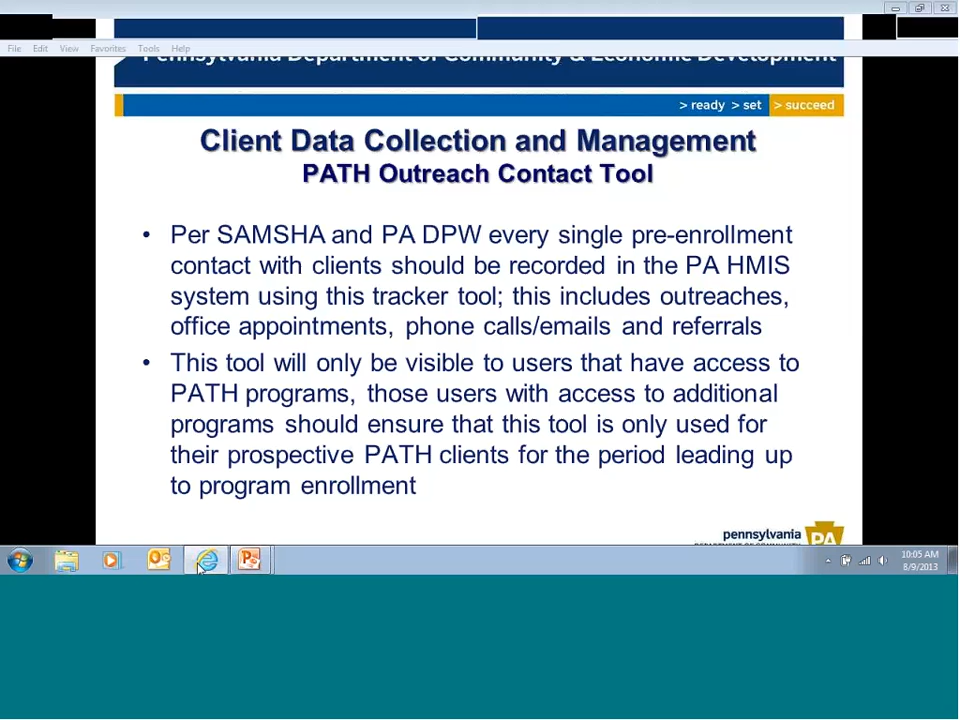 File Edit View Favorites Tools Help
Pennsylvania Department of Community & Economic Development
> ready > set > succeed
Client Data Collection and Management
PATH Outreach Contact Tool
• Per SAMSHA and PA DPW every single pre-enrollment
contact with clients should be recorded in the PA HMIS
system using this tracker tool; this includes outreaches,
office appointments, phone calls/emails and referrals
• This tool will only be visible to users that have access to
PATH programs, those users with access to additional
programs should ensure that this tool is only used for
their prospective PATH clients for the period leading up
to program enrollment
pennsylvania
PA
10:05 AM
8/9/2013